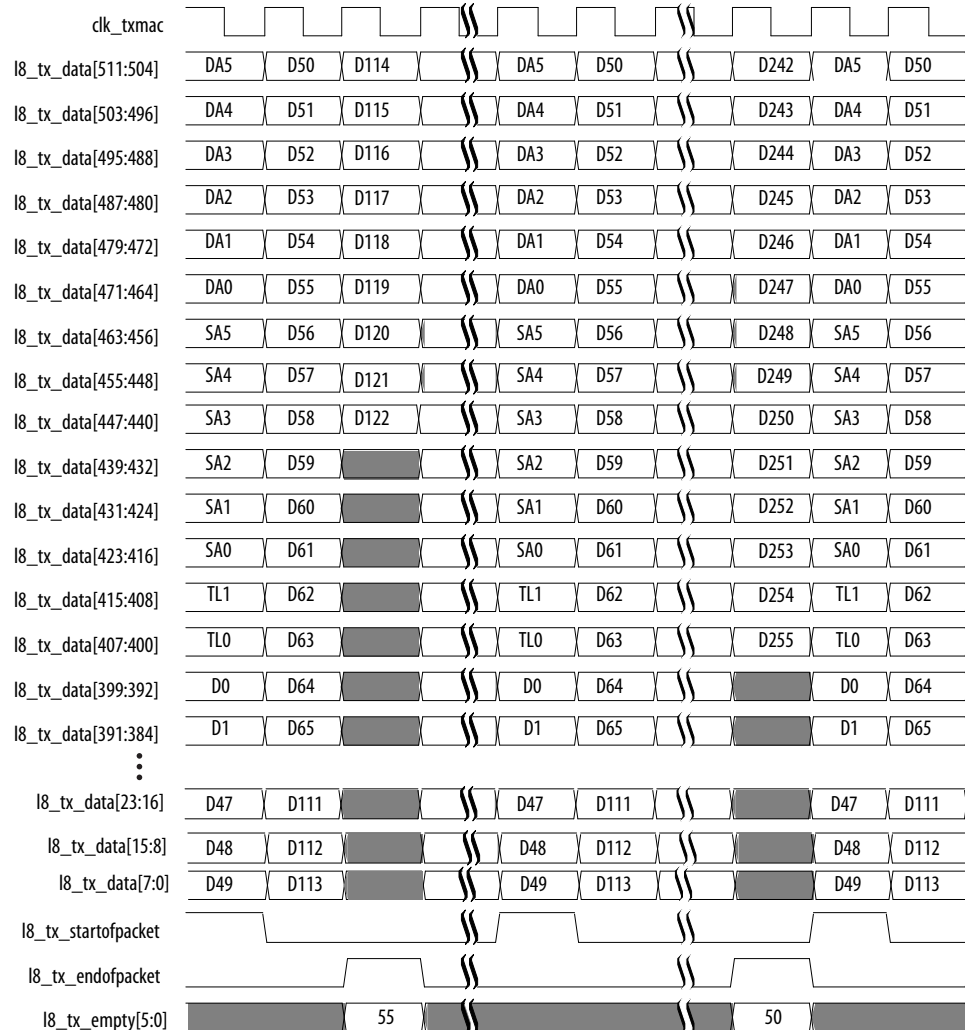 clk_txmac
l8_tx_data[511:504] DA5 D50 D114 DA5 D50 D242 DA5 D50
l8_tx_data[503:496] DA4 D51 D115 DA4 D51 D243 DA4 D51
l8_tx_data[495:488] DA3 D52 D116 DA3 D52 D244 DA3 D52
l8_tx_data[487:480] DA2 D53 D117 DA2 D53 D245 DA2 D53
l8_tx_data[479:472] DA1 D54 D118 DA1 D54 D246 DA1 D54
l8_tx_data[471:464] DA0 D55 D119 DA0 D55 D247 DA0 D55
l8_tx_data[463:456] SA5 D56 D120 SA5 D56 D248 SA5 D56
l8_tx_data[455:448] SA4 D57 D121 SA4 D57 D249 SA4 D57
l8_tx_data[447:440] SA3 D58 D122 SA3 D58 D250 SA3 D58
l8_tx_data[439:432] SA2 D59 SA2 D59 D251 SA2 D59
l8_tx_data[431:424] SA1 D60 SA1 D60 D252 SA1 D60
l8_tx_data[423:416] SA0 D61 SA0 D61 D253 SA0 D61
l8_tx_data[415:408] TL1 D62 TL1 D62 D254 TL1 D62
l8_tx_data[407:400] TL0 D63 TL0 D63 D255 TL0 D63
l8_tx_data[399:392] D0 D64 D0 D64 D0 D64
l8_tx_data[391:384] D1 D65 D1 D65 D1 D65
l8_tx_data[23:16] D47 D111 D47 D111 D47 D111
l8_tx_data[15:8] D48 D112 D48 D112 D48 D112
l8_tx_data[7:0] D49 D113 D49 D113 D49 D113
l8_tx_startofpacket
l8_tx_endofpacket
l8_tx_empty[5:0] 55 50